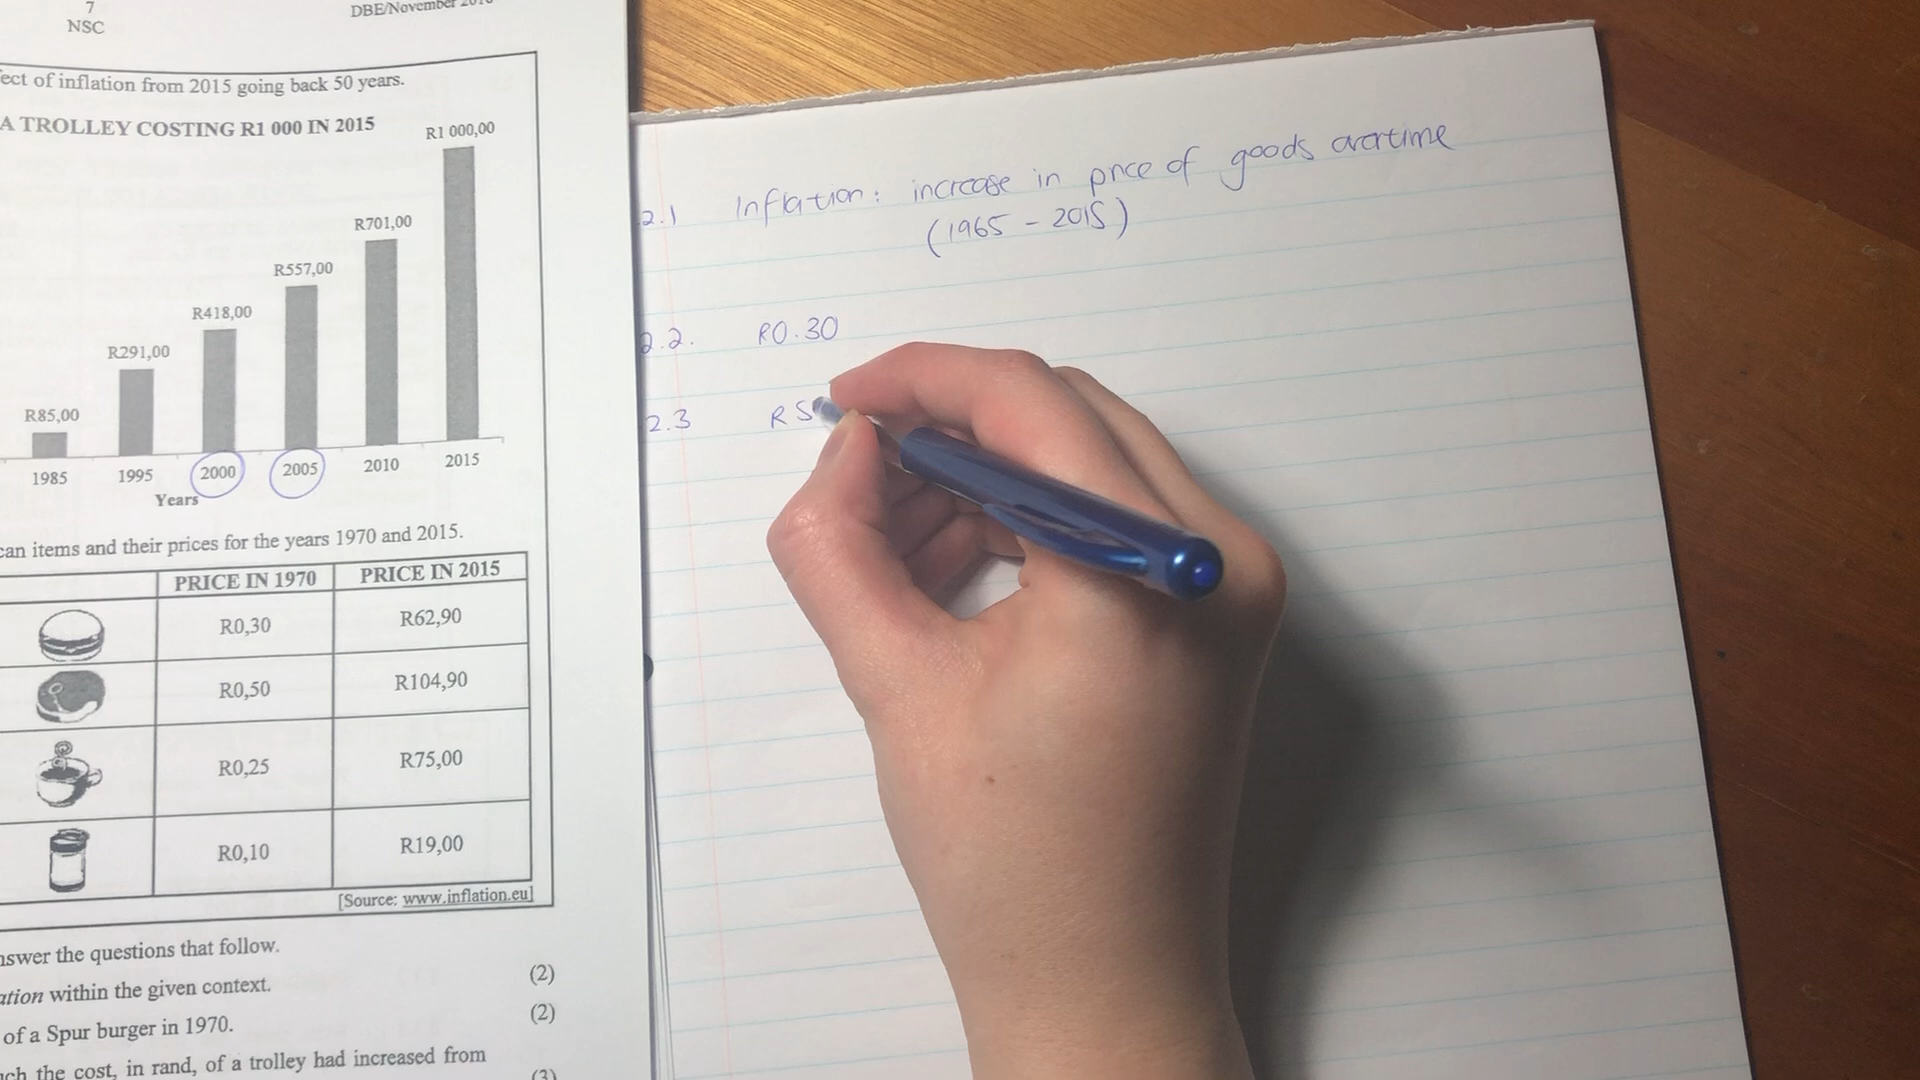 7
NSC
DBE/November
ect of inflation from 2015 going back 50 years.
A TROLLEY COSTING R1 000 IN 2015
R1 000,00
R701,00
R557,00
R418,00
R291,00
R85,00
1985 1995 2000 2005 2010 2015
Years
can items and their prices for the years 1970 and 2015.
PRICE IN 1970 PRICE IN 2015
R0,30 R62,90
R0,50 R104,90
R0,25 R75,00
R0,10 R19,00
[Source: www.inflation.eu]
nswer the questions that follow.
ation within the given context. (2)
of a Spur burger in 1970. (2)
uch the cost, in rand, of a trolley had increased from
(3)
2.1 Inflation: increase in price of goods overtime
(1965 - 2015)
2.2. R0.30
2.3 R5